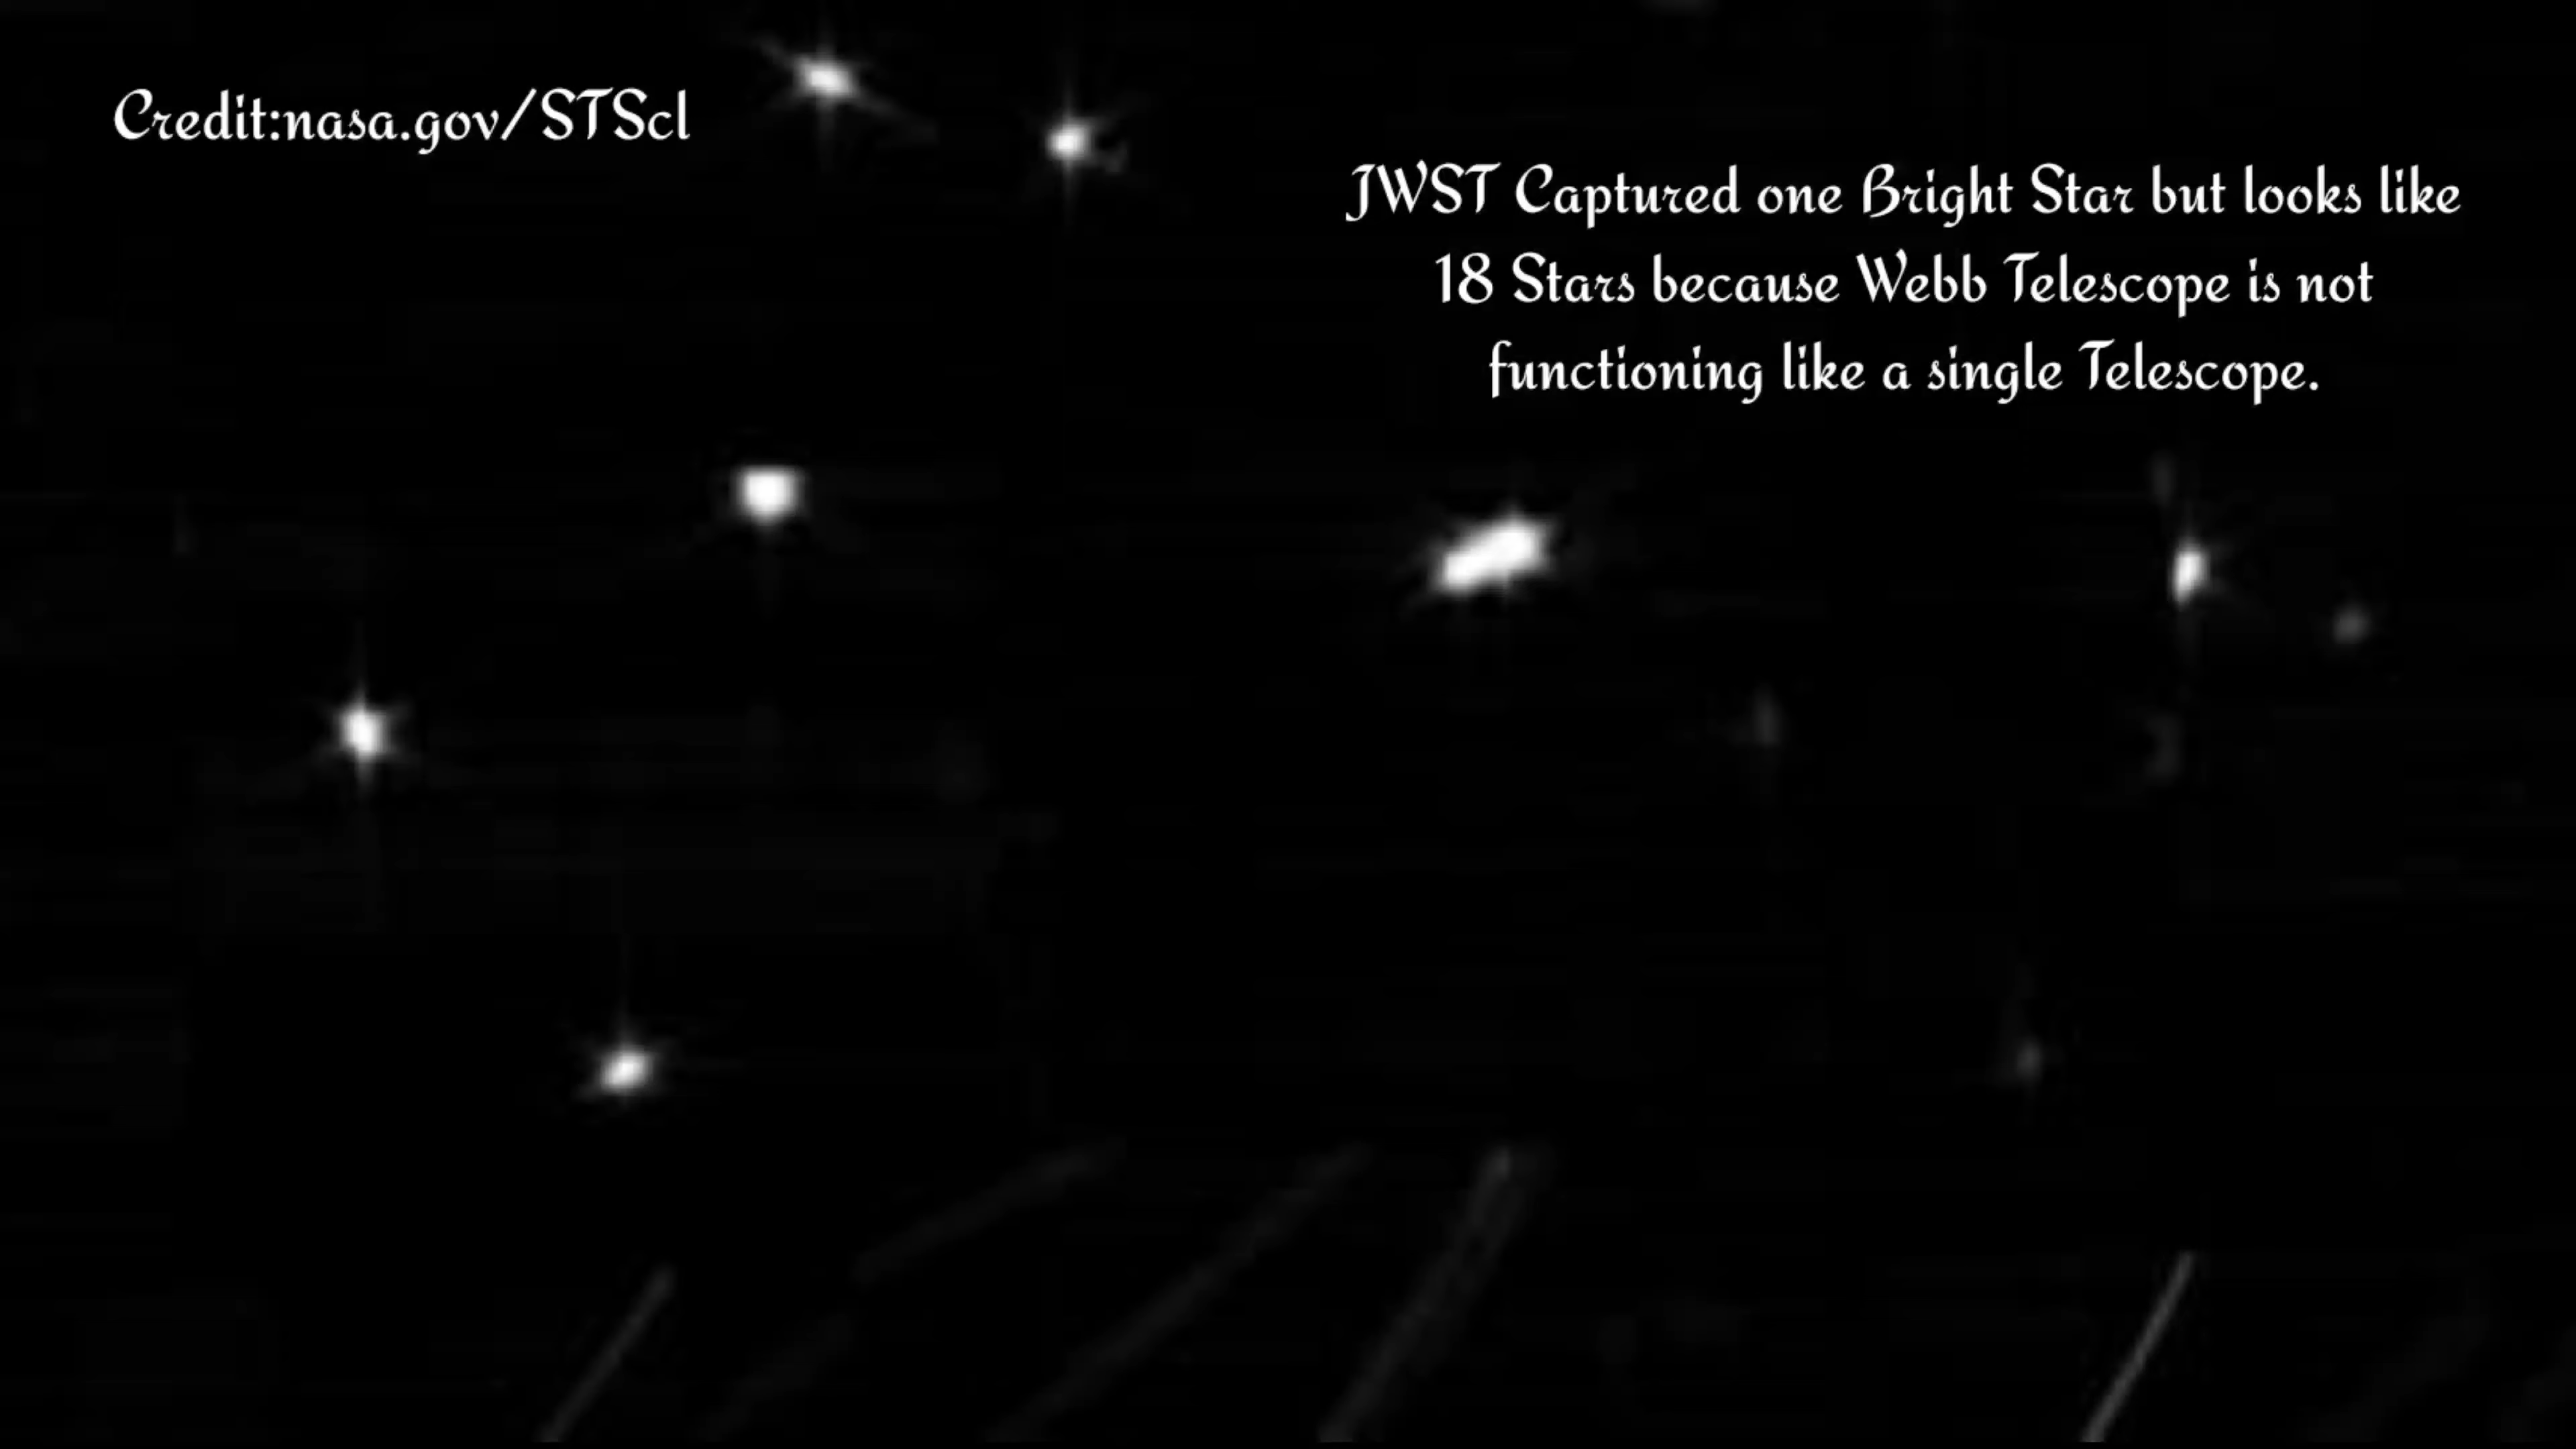 Credit:nasa.gov/STScl
JWST Captured one Bright Star but looks like
18 Stars because Webb Telescope is not
functioning like a single Telescope.